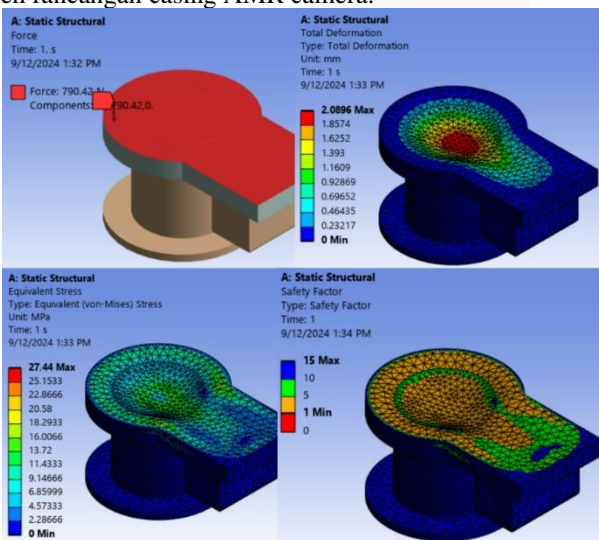 en rancangan casing AMR camera.
A: Static Structural
Force
Time: 1. s
9/12/2024 1:32 PM
Force: 790.42 N
Components: 790.42,0.
A: Static Structural
Total Deformation
Type: Total Deformation
Unit: mm
Time: 1 s
9/12/2024 1:33 PM
2.0896 Max
1.8574
1.6252
1.393
1.1609
0.92869
0.69652
0.46435
0.23217
0 Min
A: Static Structural
Equivalent Stress
Type: Equivalent (von-Mises) Stress
Unit: MPa
Time: 1 s
9/12/2024 1:33 PM
27.44 Max
25.1533
22.8666
20.58
18.2933
16.0066
13.72
11.4333
9.14666
6.85999
4.57333
2.28666
0 Min
A: Static Structural
Safety Factor
Type: Safety Factor
Time: 1
9/12/2024 1:34 PM
15 Max
10
5
1 Min
0